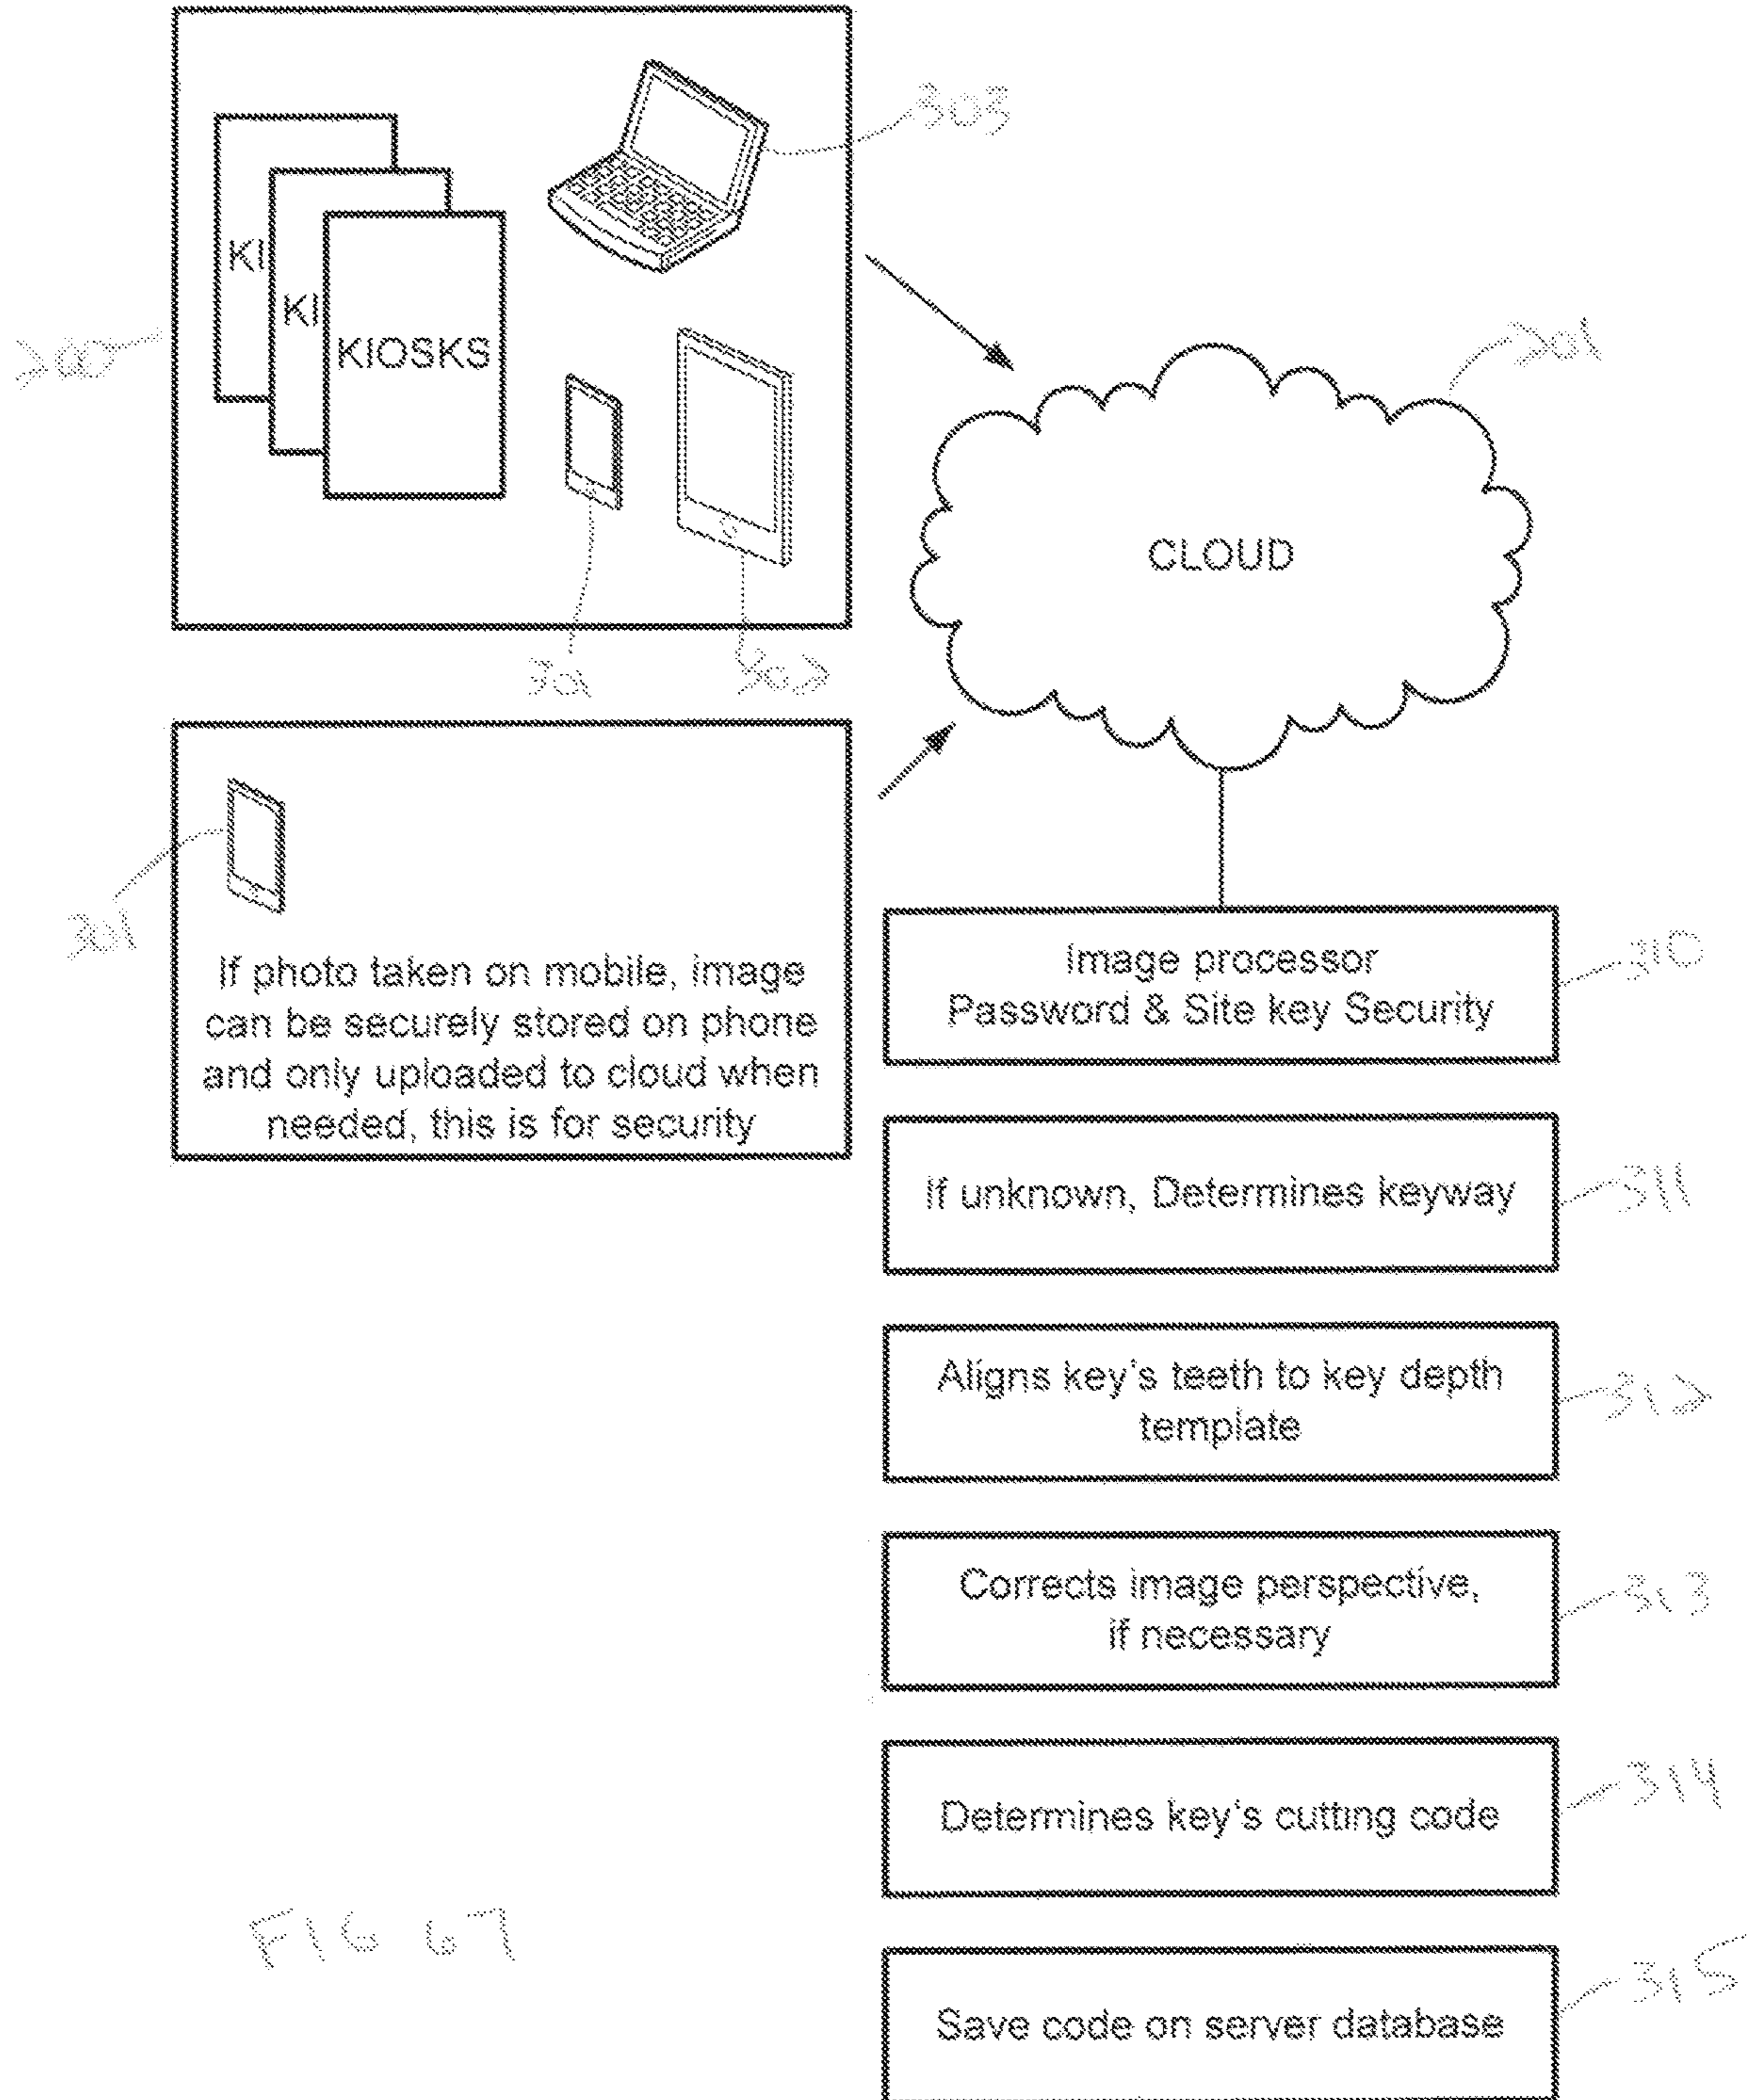 303
KI
KI
KIOSKS
200
201
CLOUD
301
302
301
If photo taken on mobile, image
can be securely stored on phone
and only uploaded to cloud when
needed, this is for security
Image processor
Password & Site key Security
310
If unknown, Determines keyway
311
Aligns key's teeth to key depth
template
312
Corrects image perspective,
if necessary
313
Determines key's cutting code
314
FIG 67
Save code on server database
315